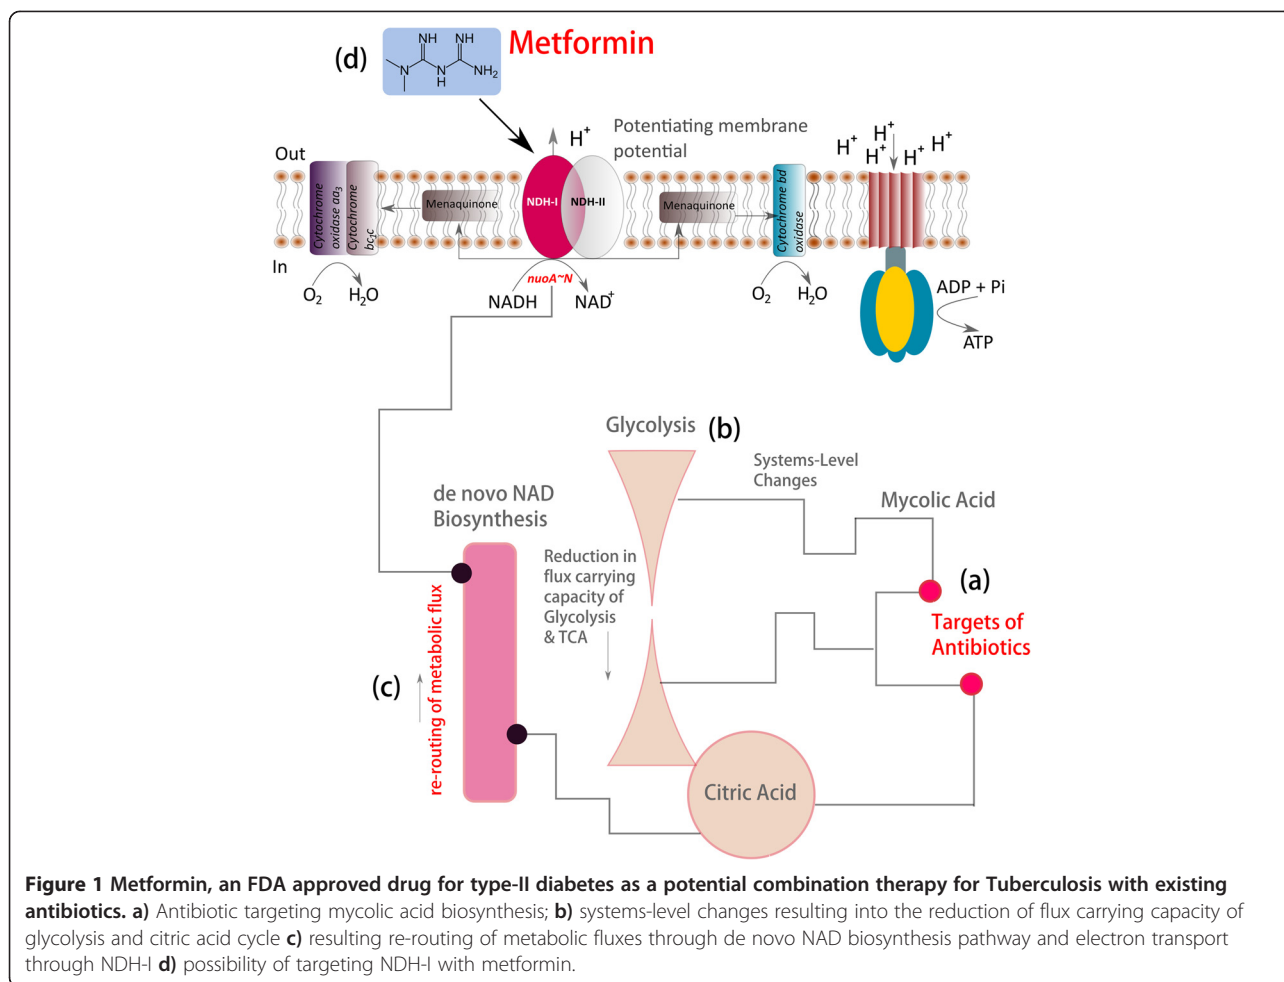 (d)
Metformin
NH NH
N N NH2
H
H+
Potentiating membrane
potential
H+
H+ H+ H+ H+
Out
Cytochrome
oxidase aa3
Cytochrome
bc1c
Menaquinone
NDH-I
NDH-II
Menaquinone
Cytochrome bd
oxidase
In
O2 H2O
nuoA~N
NADH NAD+
O2 H2O
ADP + Pi
ATP
Glycolysis (b)
Systems-Level
Changes
Mycolic Acid
de novo NAD
Biosynthesis
Reduction in
flux carrying
capacity of
Glycolysis
& TCA
(a)
Targets of
Antibiotics
(c)
re-routing of metabolic flux
Citric Acid
Figure 1 Metformin, an FDA approved drug for type-II diabetes as a potential combination therapy for Tuberculosis with existing
antibiotics. a) Antibiotic targeting mycolic acid biosynthesis; b) systems-level changes resulting into the reduction of flux carrying capacity of
glycolysis and citric acid cycle c) resulting re-routing of metabolic fluxes through de novo NAD biosynthesis pathway and electron transport
through NDH-I d) possibility of targeting NDH-I with metformin.